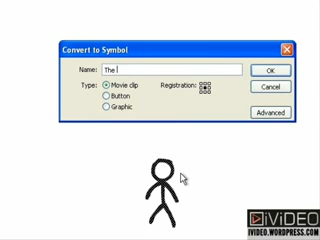 Convert to Symbol
Name: The
OK
Type: Movie clip Registration:
Cancel
Button
Graphic
Advanced
iViDEO
IVIDEO.WORDPRESS.COM